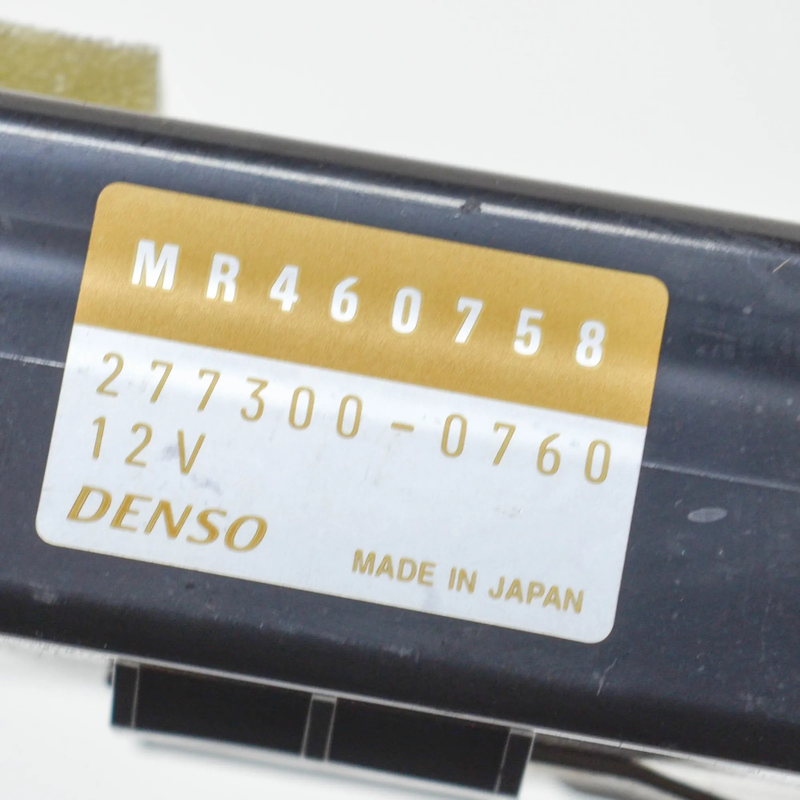 MR460758
277300-0760
12V
DENSO
MADE IN JAPAN